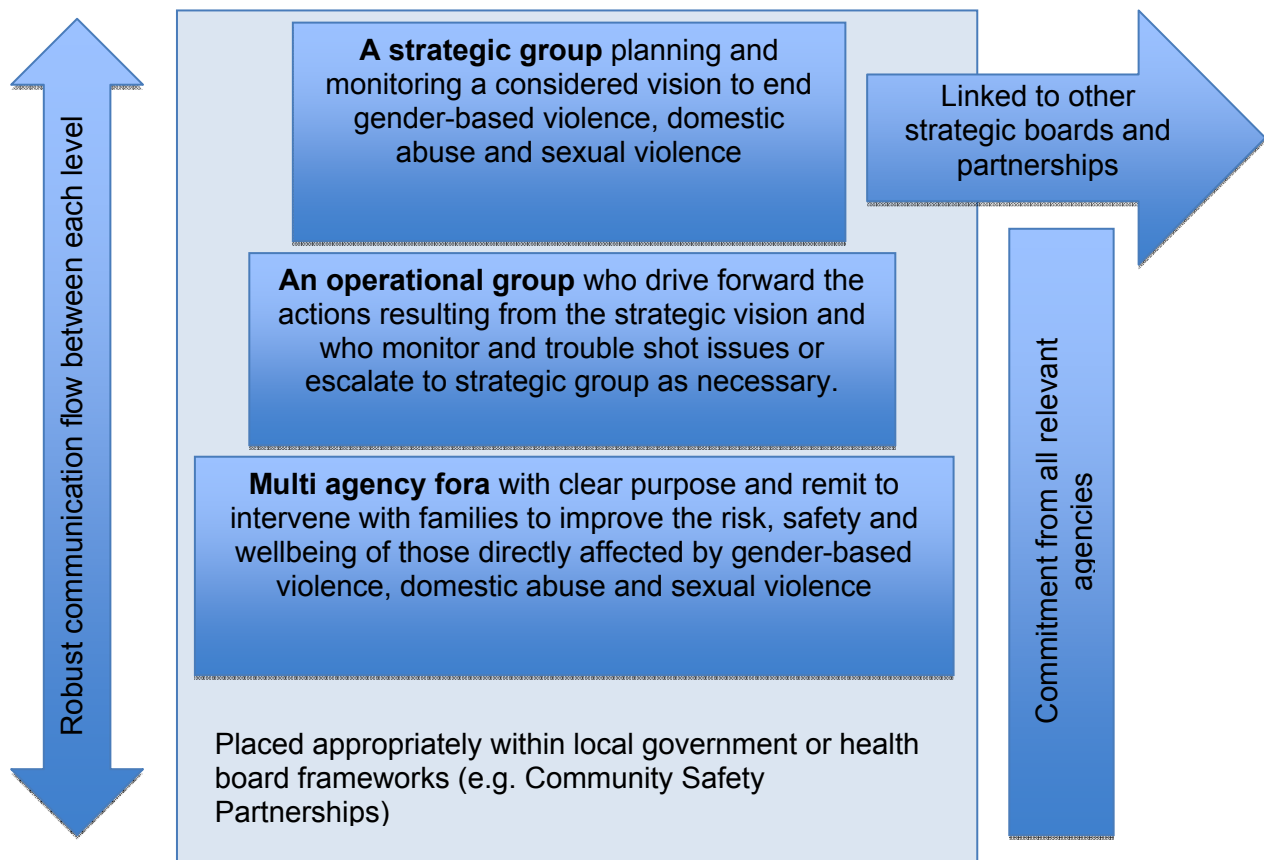 Robust communication flow between each level
A strategic group planning and
monitoring a considered vision to end
gender-based violence, domestic
abuse and sexual violence
Linked to other
strategic boards and
partnerships
An operational group who drive forward the
actions resulting from the strategic vision and
who monitor and trouble shot issues or
escalate to strategic group as necessary.
Multi agency fora with clear purpose and remit to
intervene with families to improve the risk, safety and
wellbeing of those directly affected by gender-based
violence, domestic abuse and sexual violence
Commitment from all relevant
agencies
Placed appropriately within local government or health
board frameworks (e.g. Community Safety
Partnerships)